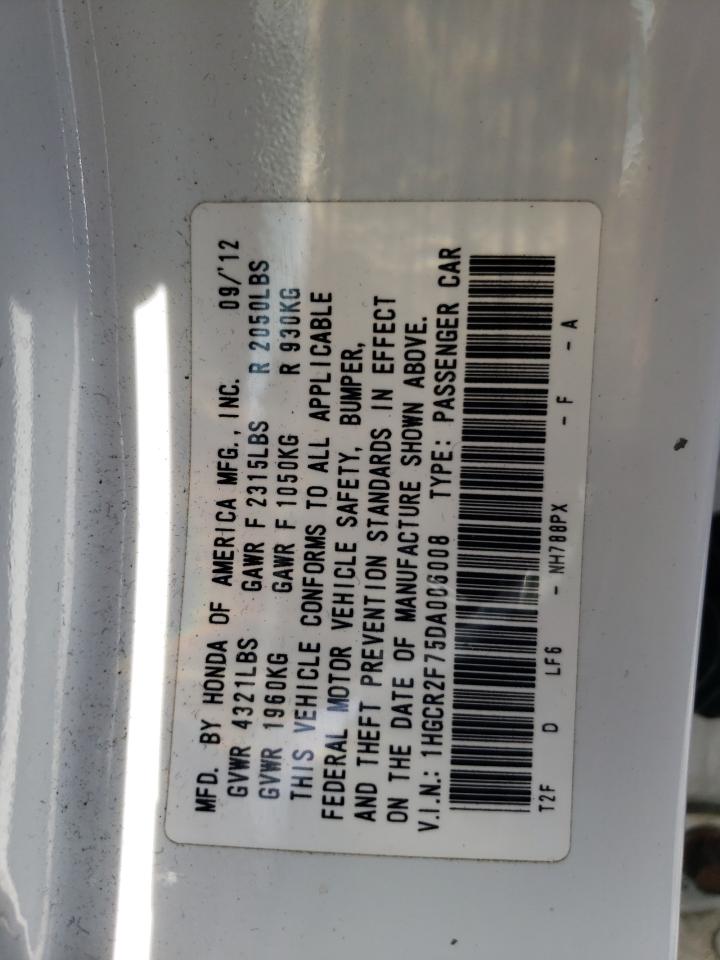 MFD. BY HONDA OF AMERICA MFG., INC. 09/'12
GVWR 4321LBS GAWR F 2315LBS R 2050LBS
GVWR 1960KG GAWR F 1050KG R 930KG
THIS VEHICLE CONFORMS TO ALL APPLICABLE
FEDERAL MOTOR VEHICLE SAFETY, BUMPER,
AND THEFT PREVENTION STANDARDS IN EFFECT
ON THE DATE OF MANUFACTURE SHOWN ABOVE.
V.I.N.: 1HGCR2F75DA006008 TYPE: PASSENGER CAR
T2F D LF6 - NH788PX - F - A